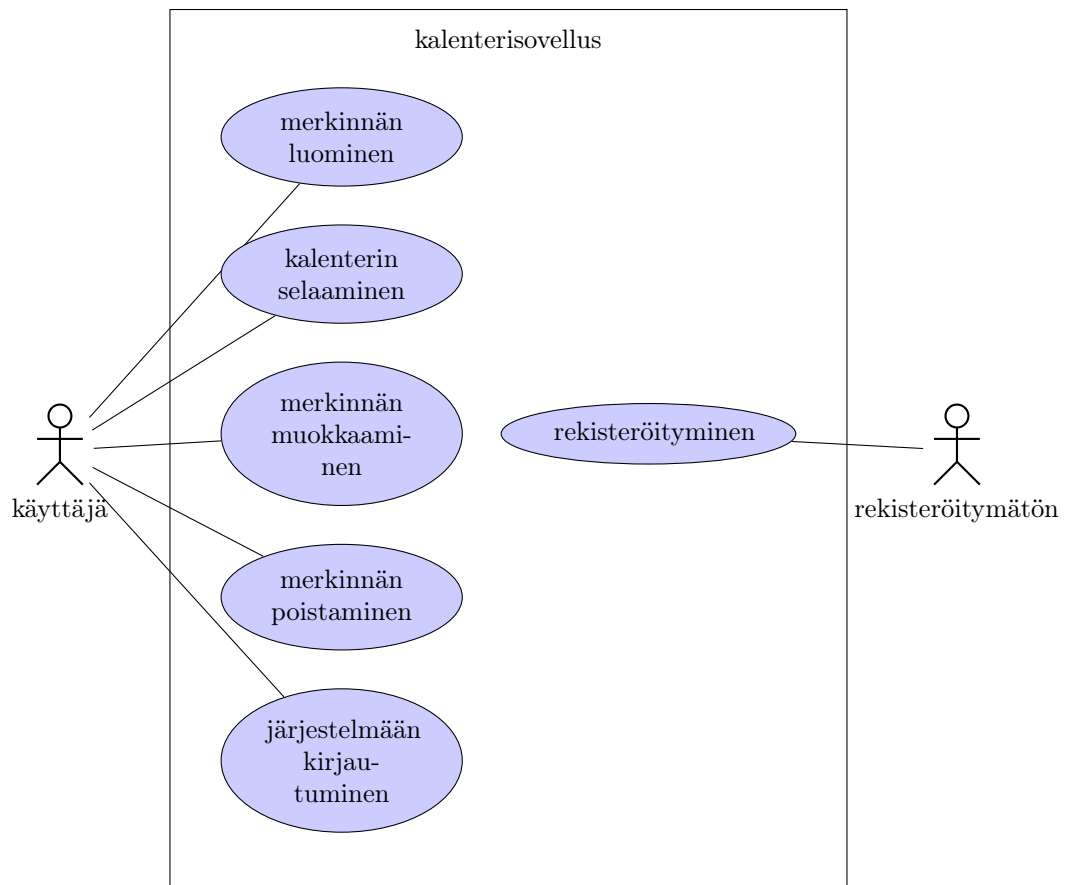 kalenterisovellus
merkinnän
luominen
kalenterin
selaaminen
merkinnän
muokkaami-
nen
rekisteröityminen
käyttäjä
rekisteröitymätön
merkinnän
poistaminen
järjestelmään
kirjau-
tuminen